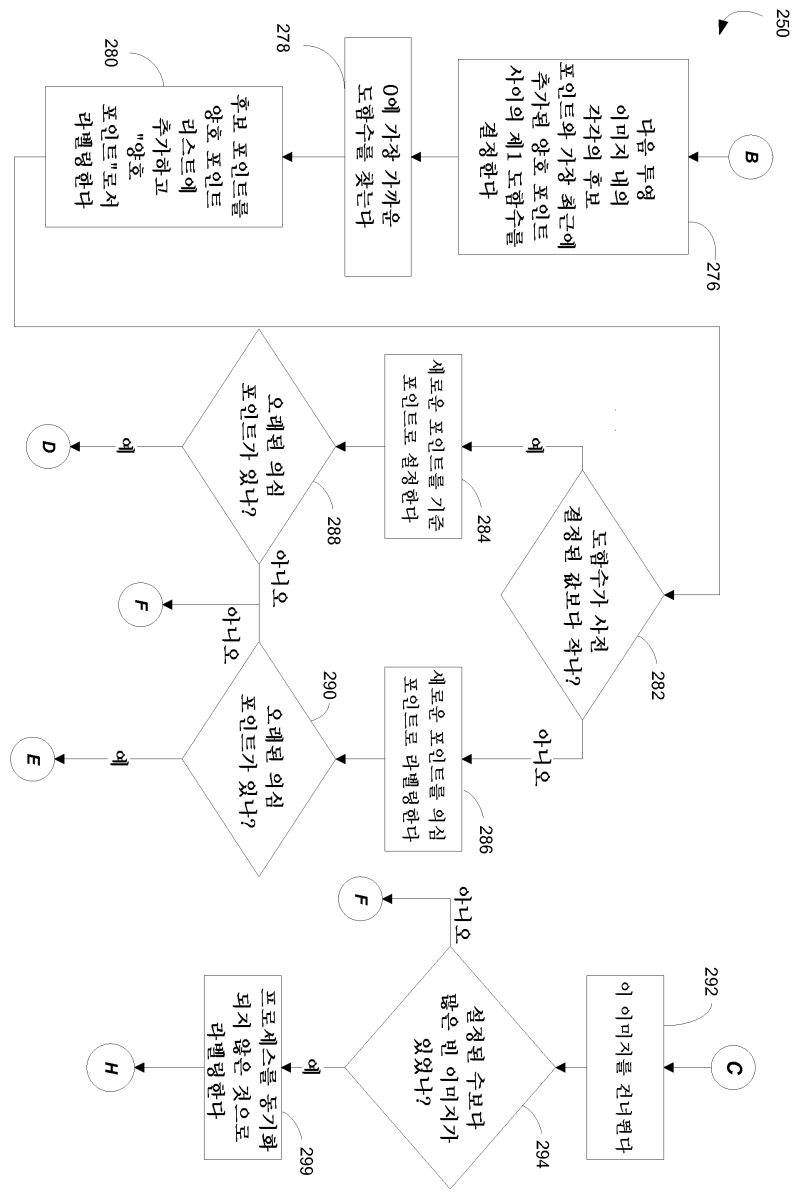 250
B
다음 투영
이미지 내의
각각의 후보
포인트와 가장 최근에
추가된 양호 포인트
사이의 제1 도함수를
결정한다
276
0에 가장 가까운
도함수를 찾는다
278
후보 포인트를
양호 포인트
리스트에
추가하고
"양호
포인트"로서
라벨링한다
280
도함수가 사전
결정된 값보다 작나?
282
예
아니오
새로운 포인트를 기준
포인트로 설정한다
284
새로운 포인트를 의심
포인트로 라벨링한다
286
오래된 의심
포인트가 있나?
288
아니오
예
D
F
오래된 의심
포인트가 있나?
290
아니오
예
E
C
이 이미지를 건너뛴다
292
설정된 수보다
많은 빈 이미지가
있었나?
294
아니오
F
예
프로세스를 동기화
되지 않은 것으로
라벨링한다
299
H